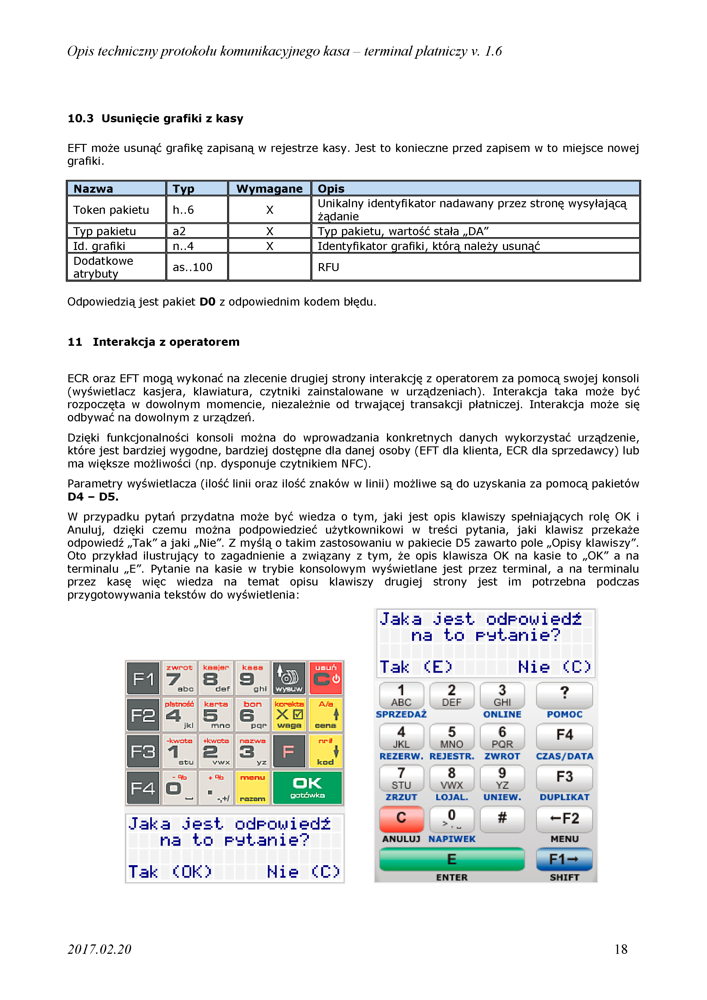 Opis techniczny protokołu komunikacyjnego kasa – terminal płatniczy v. 1.6
10.3 Usunięcie grafiki z kasy
EFT może usunąć grafikę zapisaną w rejestrze kasy. Jest to konieczne przed zapisem w to miejsce nowej
grafiki.
Nazwa Typ Wymagane Opis
Token pakietu h..6 X Unikalny identyfikator nadawany przez stronę wysyłającą
żądanie
Typ pakietu a2 X Typ pakietu, wartość stała „DA”
Id. grafiki n..4 X Identyfikator grafiki, którą należy usunąć
Dodatkowe
atrybuty as..100 RFU
Odpowiedzią jest pakiet D0 z odpowiednim kodem błędu.
11 Interakcja z operatorem
ECR oraz EFT mogą wykonać na zlecenie drugiej strony interakcję z operatorem za pomocą swojej konsoli
(wyświetlacz kasjera, klawiatura, czytniki zainstalowane w urządzeniach). Interakcja taka może być
rozpoczęta w dowolnym momencie, niezależnie od trwającej transakcji płatniczej. Interakcja może się
odbywać na dowolnym z urządzeń.
Dzięki funkcjonalności konsoli można do wprowadzania konkretnych danych wykorzystać urządzenie,
które jest bardziej wygodne, bardziej dostępne dla danej osoby (EFT dla klienta, ECR dla sprzedawcy) lub
ma większe możliwości (np. dysponuje czytnikiem NFC).
Parametry wyświetlacza (ilość linii oraz ilość znaków w linii) możliwe są do uzyskania za pomocą pakietów
D4 – D5.
W przypadku pytań przydatna może być wiedza o tym, jaki jest opis klawiszy spełniających rolę OK i
Anuluj, dzięki czemu można podpowiedzieć użytkownikowi w treści pytania, jaki klawisz przekaże
odpowiedź „Tak” a jaki „Nie”. Z myślą o takim zastosowaniu w pakiecie D5 zawarto pole „Opisy klawiszy”.
Oto przykład ilustrujący to zagadnienie a związany z tym, że opis klawisza OK na kasie to „OK” a na
terminalu „E”. Pytanie na kasie w trybie konsolowym wyświetlane jest przez terminal, a na terminalu
przez kasę więc wiedza na temat opisu klawiszy drugiej strony jest im potrzebna podczas
przygotowywania tekstów do wyświetlenia:
zwrot kasjer kasa usuń
F1 7 8 9 C
abc def ghi wysuw
płatność karta bon korekta A/a
F2 4 5 6 X
jkl mno pqr waga cena
-kwota +kwota nazwa nr#
F3 1 2 3 F
stu vwx yz kod
- % + % menu OK
F4 0 .
-,+/ razem gotówka
Jaka jest odpowiedź
na to pytanie?
Tak (OK) Nie (C)
Jaka jest odpowiedź
na to pytanie?
Tak (E) Nie (C)
1 2 3 ?
ABC DEF GHI
SPRZEDAŻ ONLINE POMOC
4 5 6 F4
JKL MNO PQR
REZERW. REJESTR. ZWROT CZAS/DATA
7 8 9 F3
STU VWX YZ
ZRZUT LOJAL. UNIEW. DUPLIKAT
C 0 # ←F2
> , ␣
ANULUJ NAPIWEK MENU
E F1→
ENTER SHIFT
2017.02.20 18